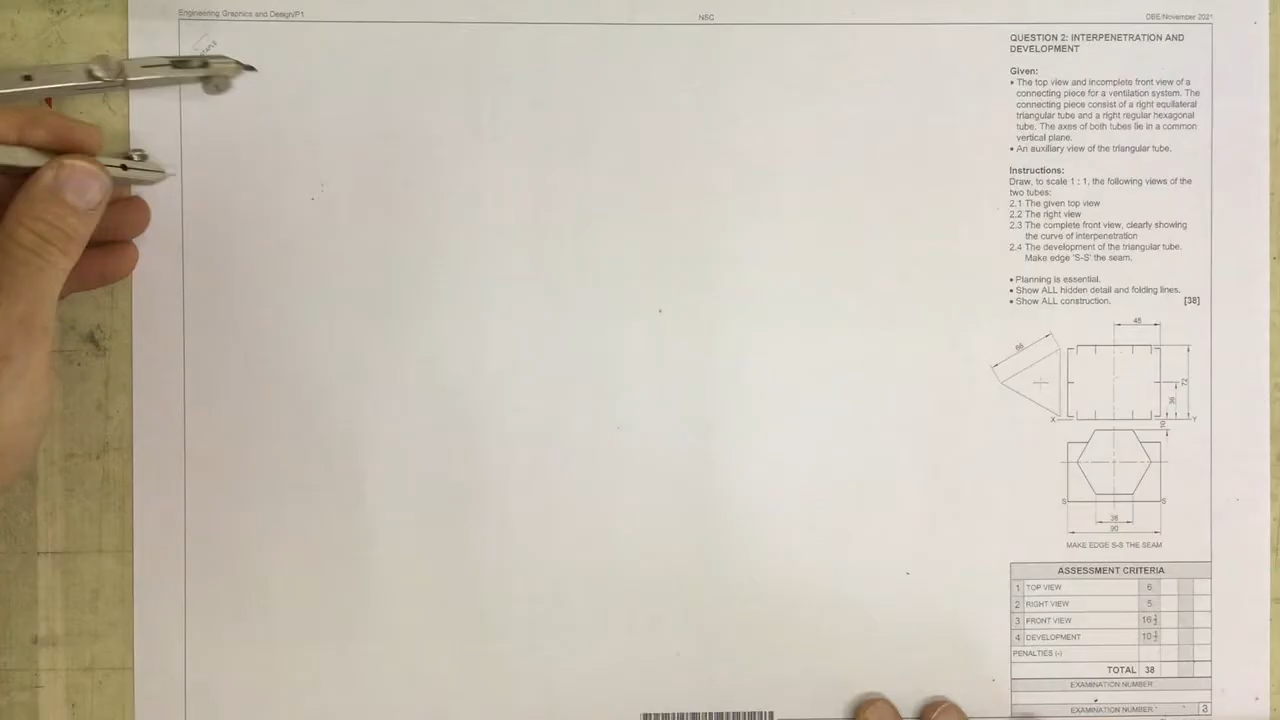 Engineering Graphics and Design/P1
NSC
DBE/November 2021
QUESTION 2: INTERPENETRATION AND
DEVELOPMENT
Given:
• The top view and incomplete front view of a
connecting piece for a ventilation system. The
connecting piece consist of a right equilateral
triangular tube and a right regular hexagonal
tube. The axes of both tubes lie in a common
vertical plane.
• An auxiliary view of the triangular tube.
Instructions:
Draw, to scale 1 : 1, the following views of the
two tubes:
2.1 The given top view
2.2 The right view
2.3 The complete front view, clearly showing
the curve of interpenetration
2.4 The development of the triangular tube.
Make edge 'S-S' the seam.
• Planning is essential.
• Show ALL hidden detail and folding lines.
• Show ALL construction.
[38]
72
36
X
Y
10
S
S
90
MAKE EDGE S-S THE SEAM
ASSESSMENT CRITERIA
1 TOP VIEW 6
2 RIGHT VIEW 5
3 FRONT VIEW 16 ½
4 DEVELOPMENT 10 ½
PENALTIES (-)
TOTAL 38
EXAMINATION NUMBER
EXAMINATION NUMBER
3